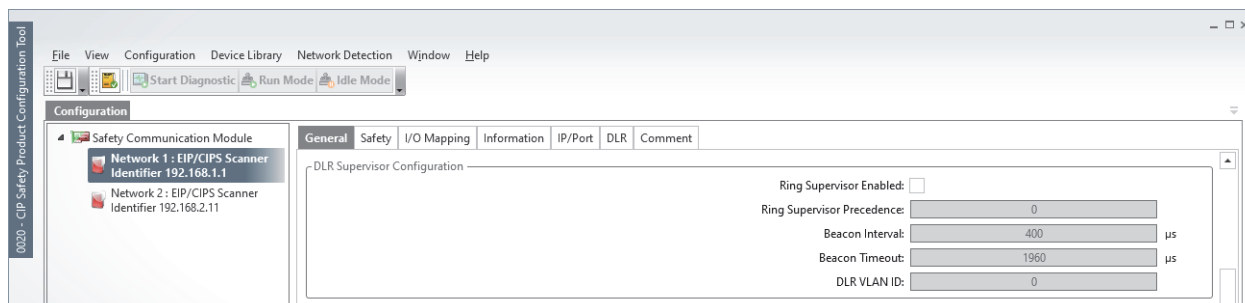 0020 - CIP Safety Product Configuration Tool
File View Configuration Device Library Network Detection Window Help
Start Diagnostic Run Mode Idle Mode
Configuration
Safety Communication Module
Network 1 : EIP/CIPS Scanner
Identifier 192.168.1.1
Network 2 : EIP/CIPS Scanner
Identifier 192.168.2.11
General Safety I/O Mapping Information IP/Port DLR Comment
DLR Supervisor Configuration
Ring Supervisor Enabled:
Ring Supervisor Precedence: 0
Beacon Interval: 400 μs
Beacon Timeout: 1960 μs
DLR VLAN ID: 0